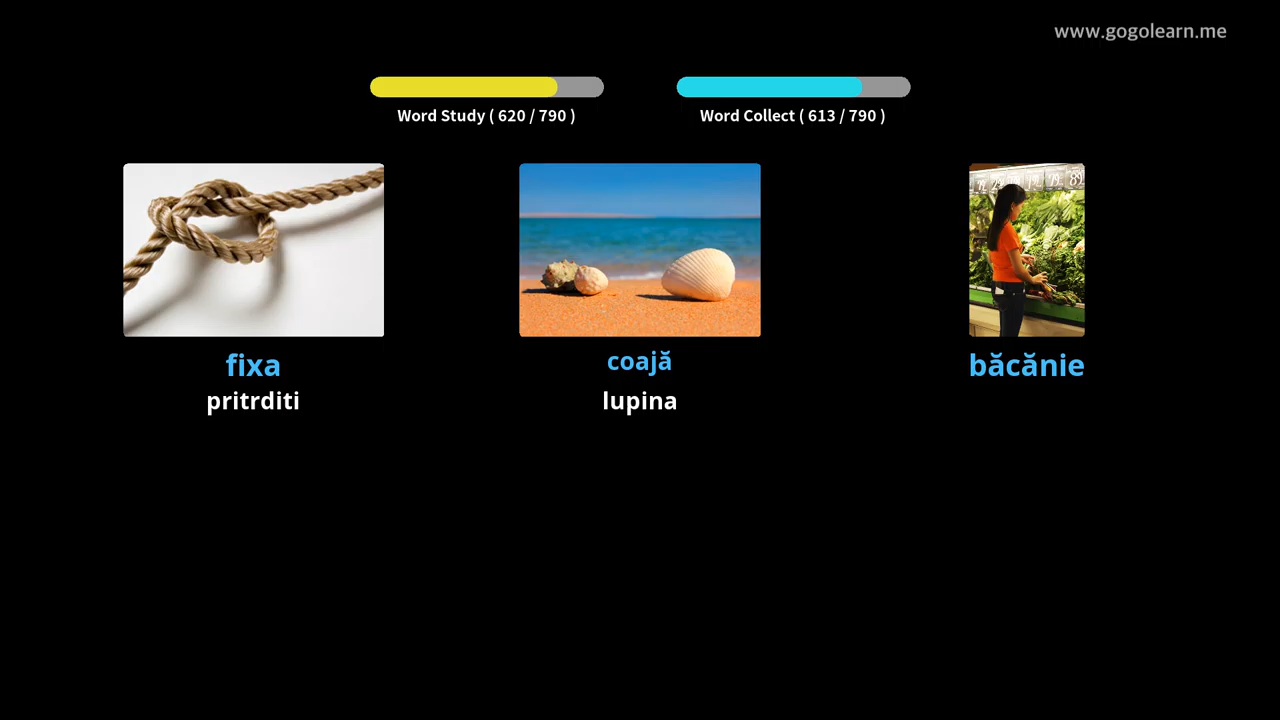 www.gogolearn.me
Word Study ( 620 / 790 )
Word Collect ( 613 / 790 )
fixa
pritrditi
coajă
lupina
băcănie